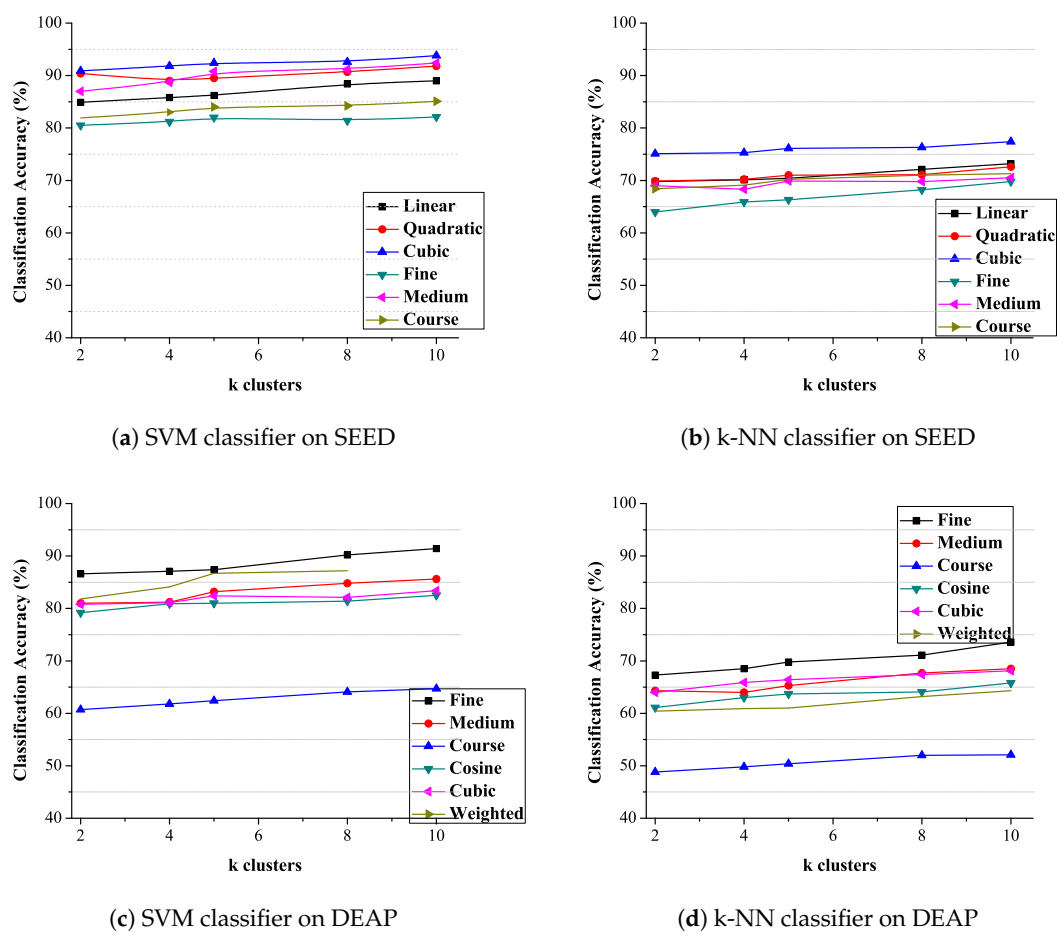 100
90
80
70
60
50
40
Classification Accuracy (%)
Linear
Quadratic
Cubic
Fine
Medium
Course
2 4 6 8 10
k clusters
(a) SVM classifier on SEED
100
90
80
70
60
50
40
Classification Accuracy (%)
Linear
Quadratic
Cubic
Fine
Medium
Course
2 4 6 8 10
k clusters
(b) k-NN classifier on SEED
100
90
80
70
60
50
40
Classification Accuracy (%)
Fine
Medium
Course
Cosine
Cubic
Weighted
2 4 6 8 10
k clusters
(c) SVM classifier on DEAP
100
90
80
70
60
50
40
Classification Accuracy (%)
Fine
Medium
Course
Cosine
Cubic
Weighted
2 4 6 8 10
k clusters
(d) k-NN classifier on DEAP